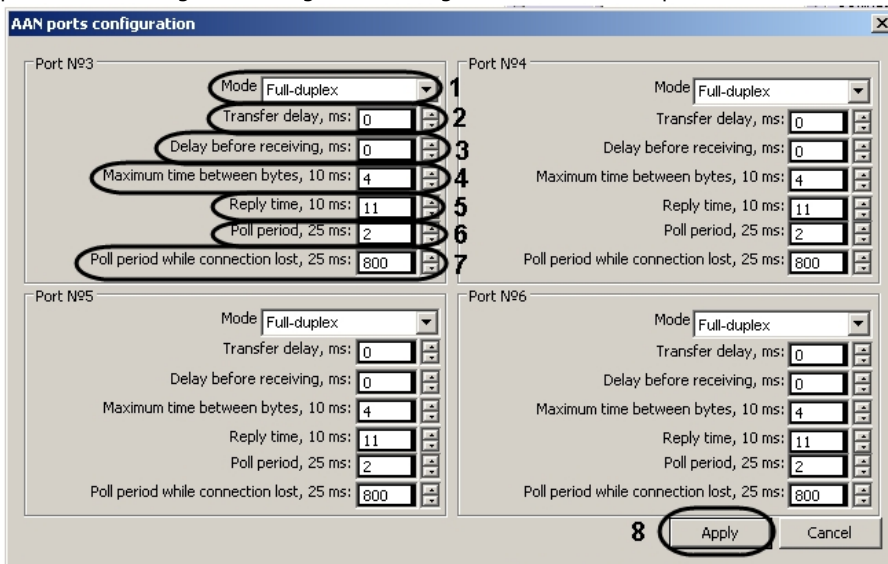 AAN ports configuration
Port №3
Mode Full-duplex 1
Transfer delay, ms: 0 2
Delay before receiving, ms: 0 3
Maximum time between bytes, 10 ms: 4 4
Reply time, 10 ms: 11 5
Poll period, 25 ms: 2 6
Poll period while connection lost, 25 ms: 800 7
Port №4
Mode Full-duplex
Transfer delay, ms: 0
Delay before receiving, ms: 0
Maximum time between bytes, 10 ms: 4
Reply time, 10 ms: 11
Poll period, 25 ms: 2
Poll period while connection lost, 25 ms: 800
Port №5
Mode Full-duplex
Transfer delay, ms: 0
Delay before receiving, ms: 0
Maximum time between bytes, 10 ms: 4
Reply time, 10 ms: 11
Poll period, 25 ms: 2
Poll period while connection lost, 25 ms: 800
Port №6
Mode Full-duplex
Transfer delay, ms: 0
Delay before receiving, ms: 0
Maximum time between bytes, 10 ms: 4
Reply time, 10 ms: 11
Poll period, 25 ms: 2
Poll period while connection lost, 25 ms: 800
8 Apply Cancel